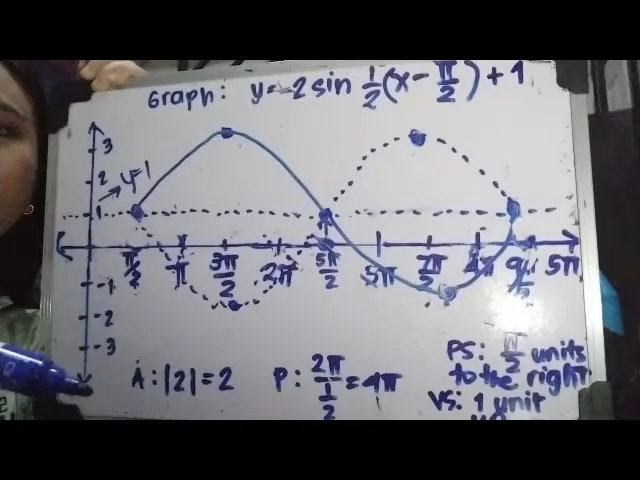 Graph: y=-2 sin 1/2 (x - π/2) + 1
3
2
y=1
1
π/2 π 3π/2 2π 5π/2 3π 7π/2 4π 9π/2 5π
-1
-2
-3
A: |2| = 2
P: 2π / 1/2 = 4π
PS: π/2 units
to the right
VS: 1 unit